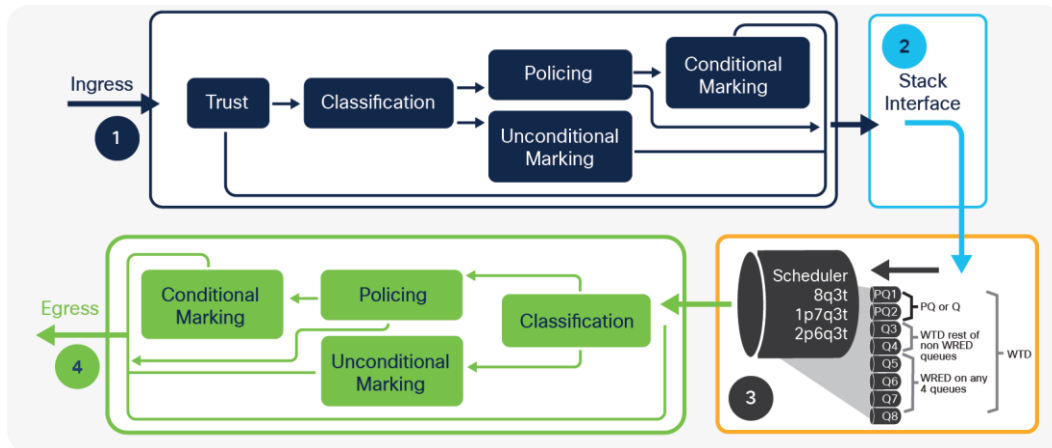 Ingress
1
Trust
Classification
Policing
Unconditional
Marking
Conditional
Marking
2
Stack
Interface
Scheduler
8q3t
1p7q3t
2p6q3t
PQ1
PQ2
Q3
Q4
Q5
Q6
Q7
Q8
PQ or Q
WTD rest of
non WRED
queues
WRED on any
4 queues
WTD
3
Classification
Policing
Unconditional
Marking
Conditional
Marking
Egress
4